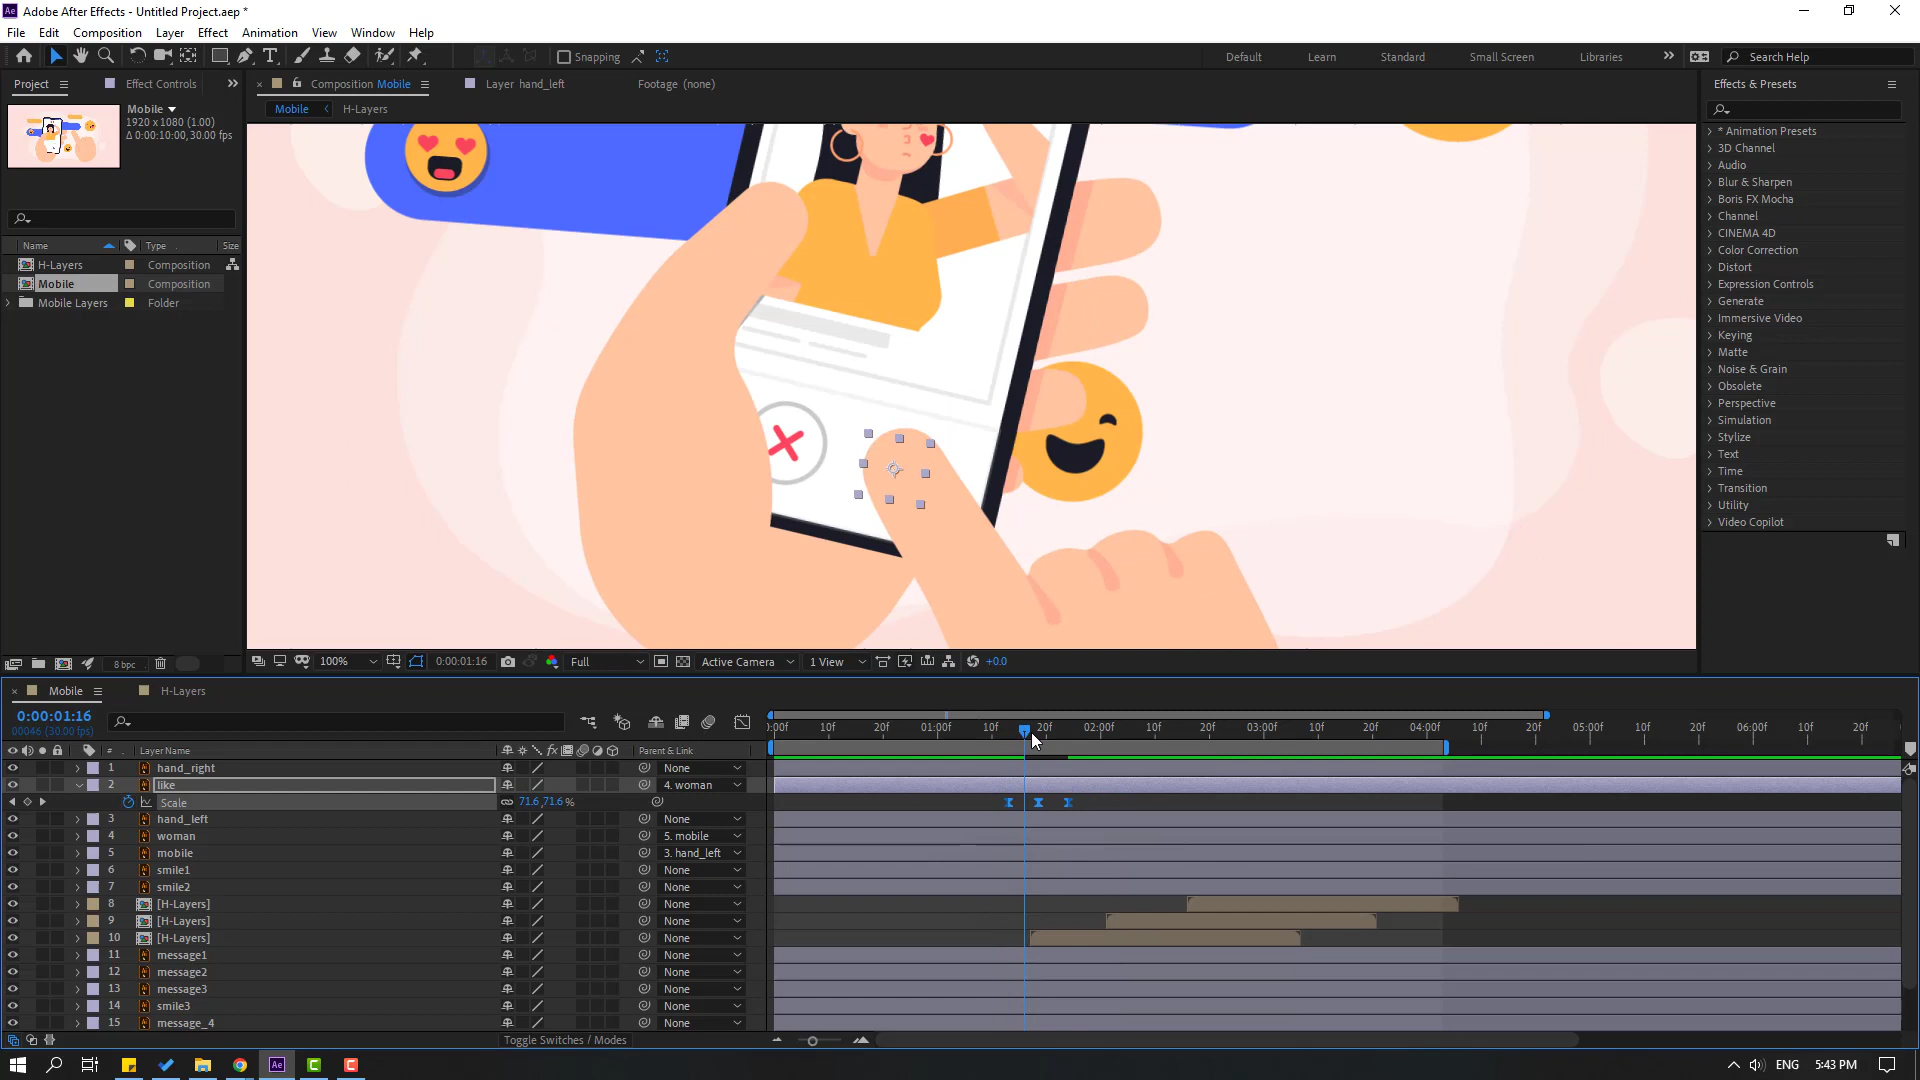 Adobe After Effects - Untitled Project.aep *
File Edit Composition Layer Effect Animation View Window Help
Snapping Default Learn Standard Small Screen Libraries Search Help
Project Effect Controls Composition Mobile Layer hand_left Footage (none) Effects & Presets
Mobile H-Layers
Mobile
1920 x 1080 (1.00)
Δ 0:00:10:00, 30.00 fps
Name Type Size
H-Layers Composition
Mobile Composition
Mobile Layers Folder
* Animation Presets
3D Channel
Audio
Blur & Sharpen
Boris FX Mocha
Channel
CINEMA 4D
Color Correction
Distort
Expression Controls
Generate
Immersive Video
Keying
Matte
Noise & Grain
Obsolete
Perspective
Simulation
Stylize
Text
Time
Transition
Utility
Video Copilot
8 bpc 100% 0:00:01:16 Full Active Camera 1 View +0.0
Mobile H-Layers
0:00:01:16
00046 (30.00 fps)
):00f 10f 20f 01:00f 10f 20f 02:00f 10f 20f 03:00f 10f 20f 04:00f 10f 20f 05:00f 10f 20f 06:00f 10f 20f
# Layer Name Parent & Link
1 hand_right None
2 like 4. woman
Scale 71.6,71.6 %
3 hand_left None
4 woman 5. mobile
5 mobile 3. hand_left
6 smile1 None
7 smile2 None
8 [H-Layers] None
9 [H-Layers] None
10 [H-Layers] None
11 message1 None
12 message2 None
13 message3 None
14 smile3 None
15 message_4 None
Toggle Switches / Modes
ENG 5:43 PM